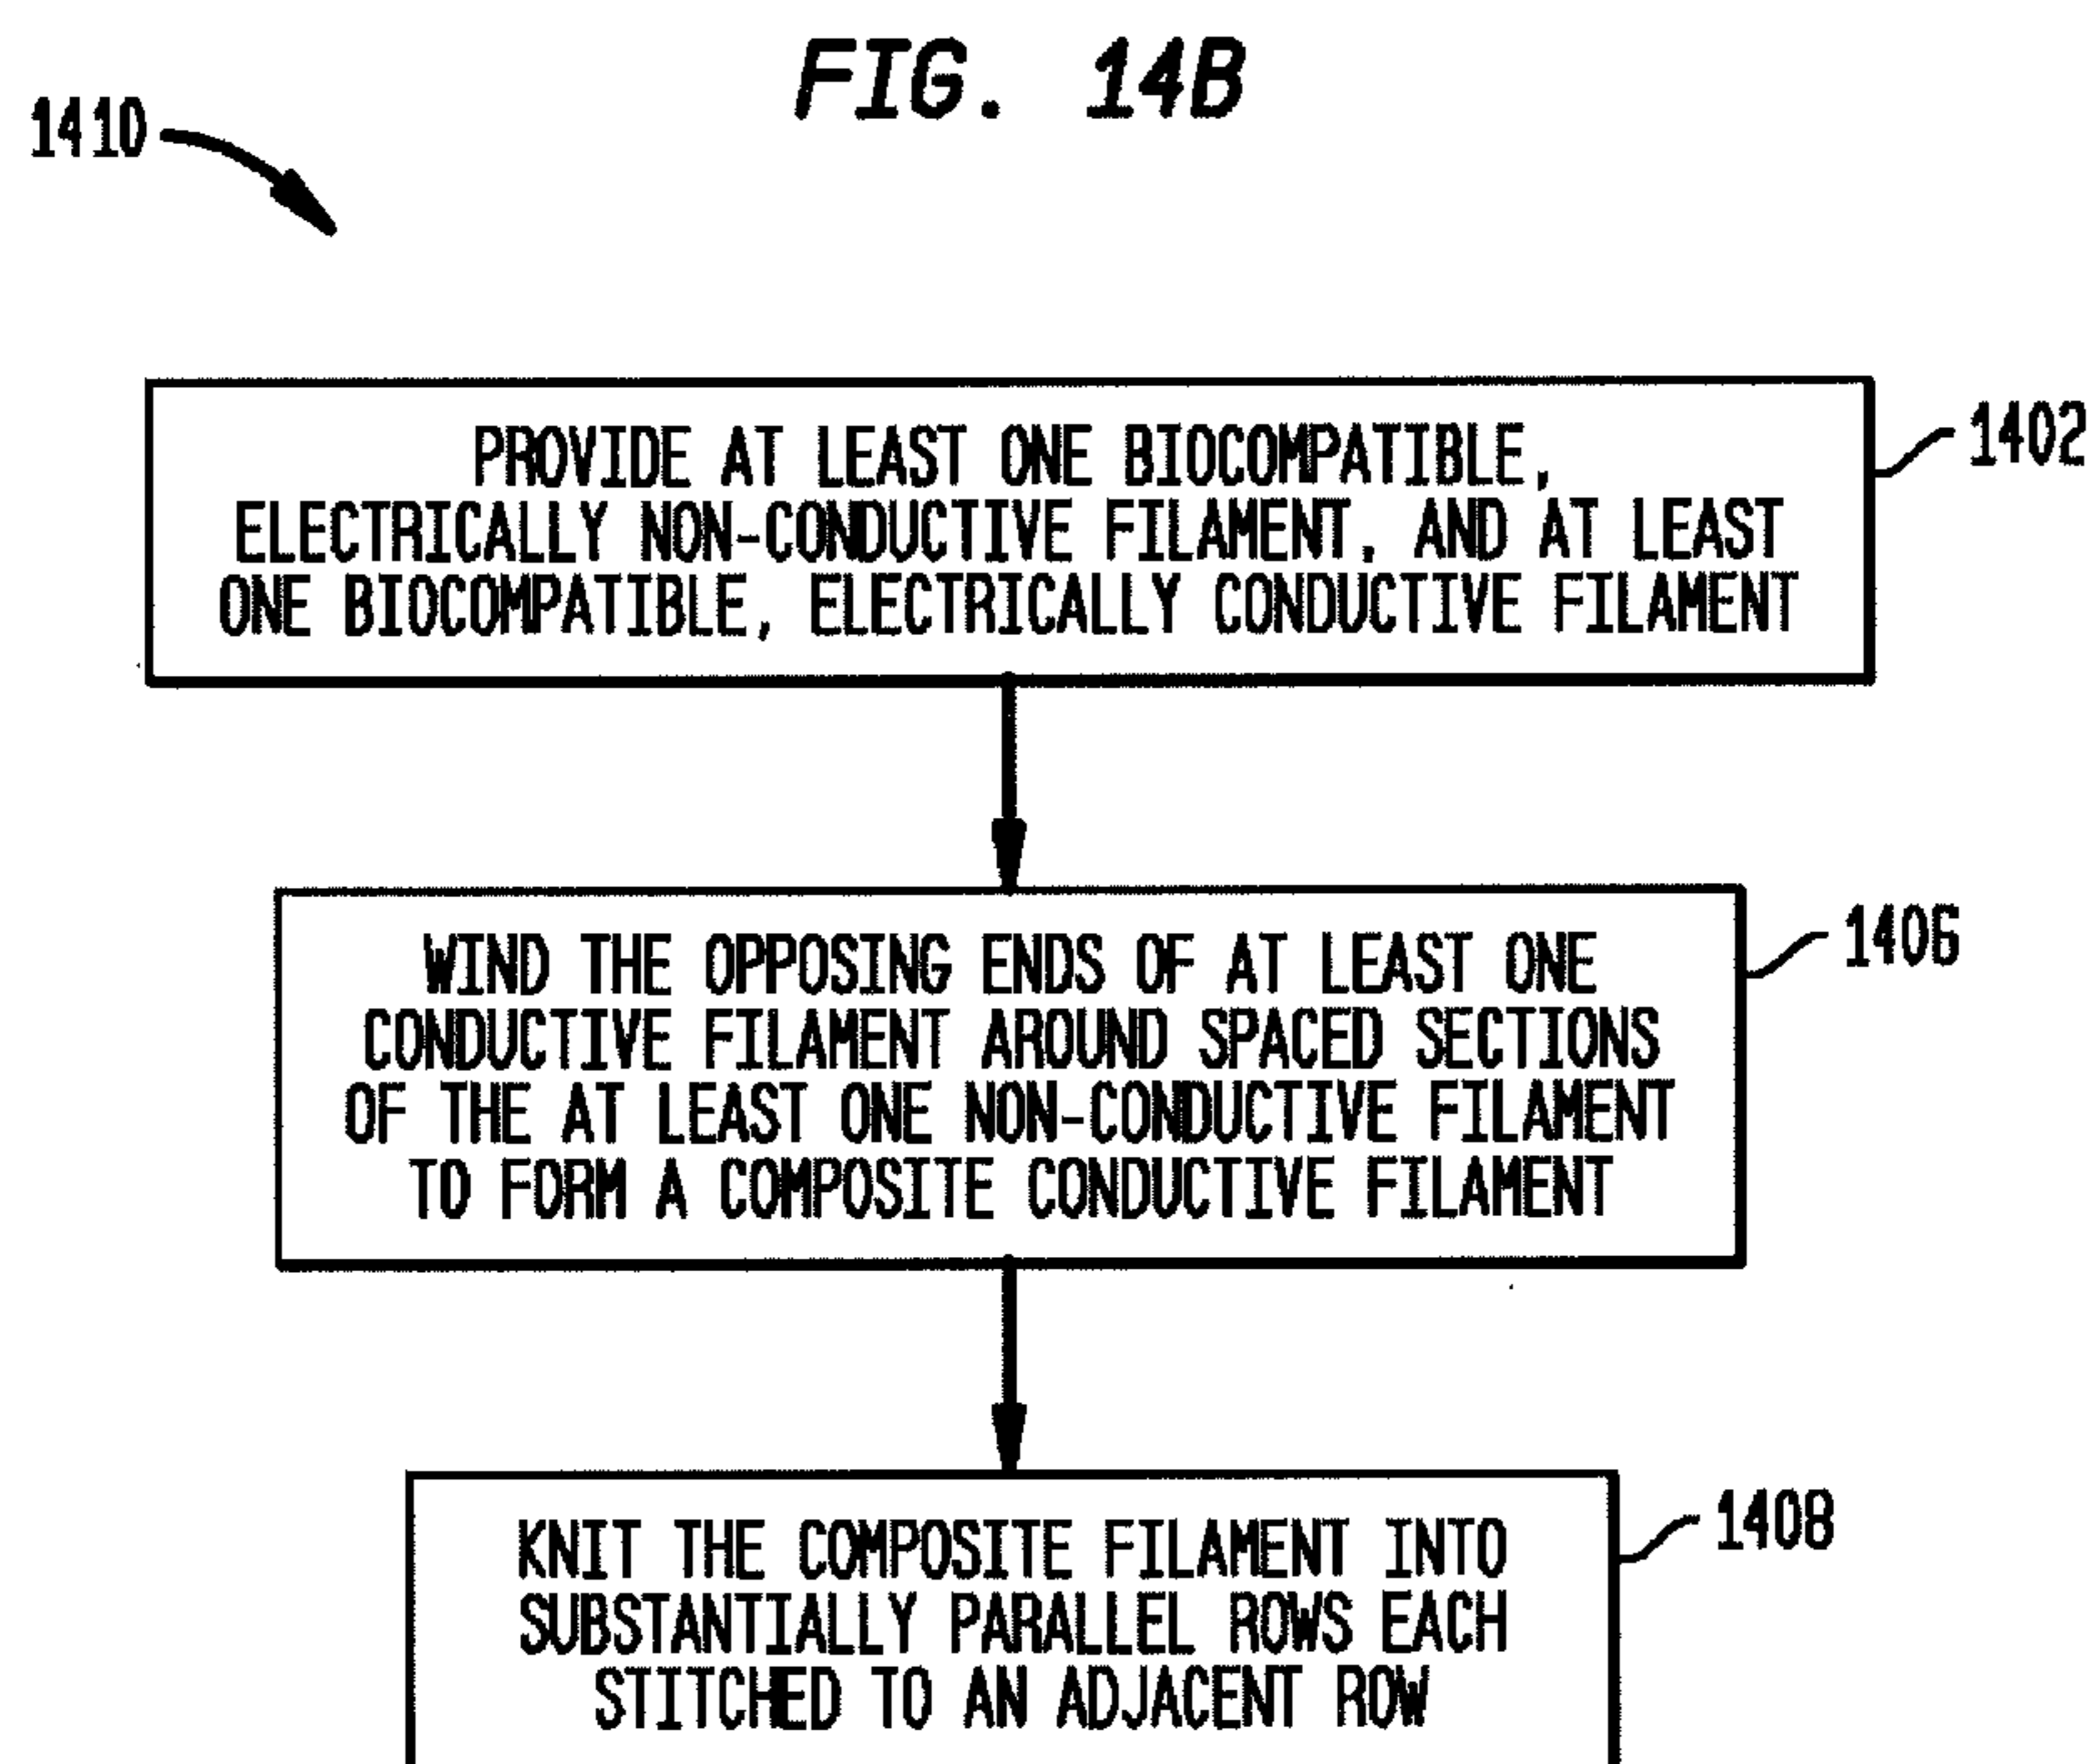 FIG. 14B
1410
PROVIDE AT LEAST ONE BIOCOMPATIBLE,
ELECTRICALLY NON-CONDUCTIVE FILAMENT, AND AT LEAST
ONE BIOCOMPATIBLE, ELECTRICALLY CONDUCTIVE FILAMENT
1402
WIND THE OPPOSING ENDS OF AT LEAST ONE
CONDUCTIVE FILAMENT AROUND SPACED SECTIONS
OF THE AT LEAST ONE NON-CONDUCTIVE FILAMENT
TO FORM A COMPOSITE CONDUCTIVE FILAMENT
1406
KNIT THE COMPOSITE FILAMENT INTO
SUBSTANTIALLY PARALLEL ROWS EACH
STITCHED TO AN ADJACENT ROW
1408